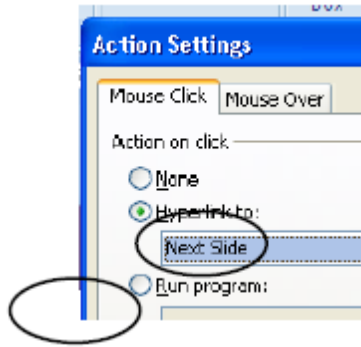 Action Settings
Mouse Click Mouse Over
Action on click
None
Hyperlink to:
Next Slide
Run program: